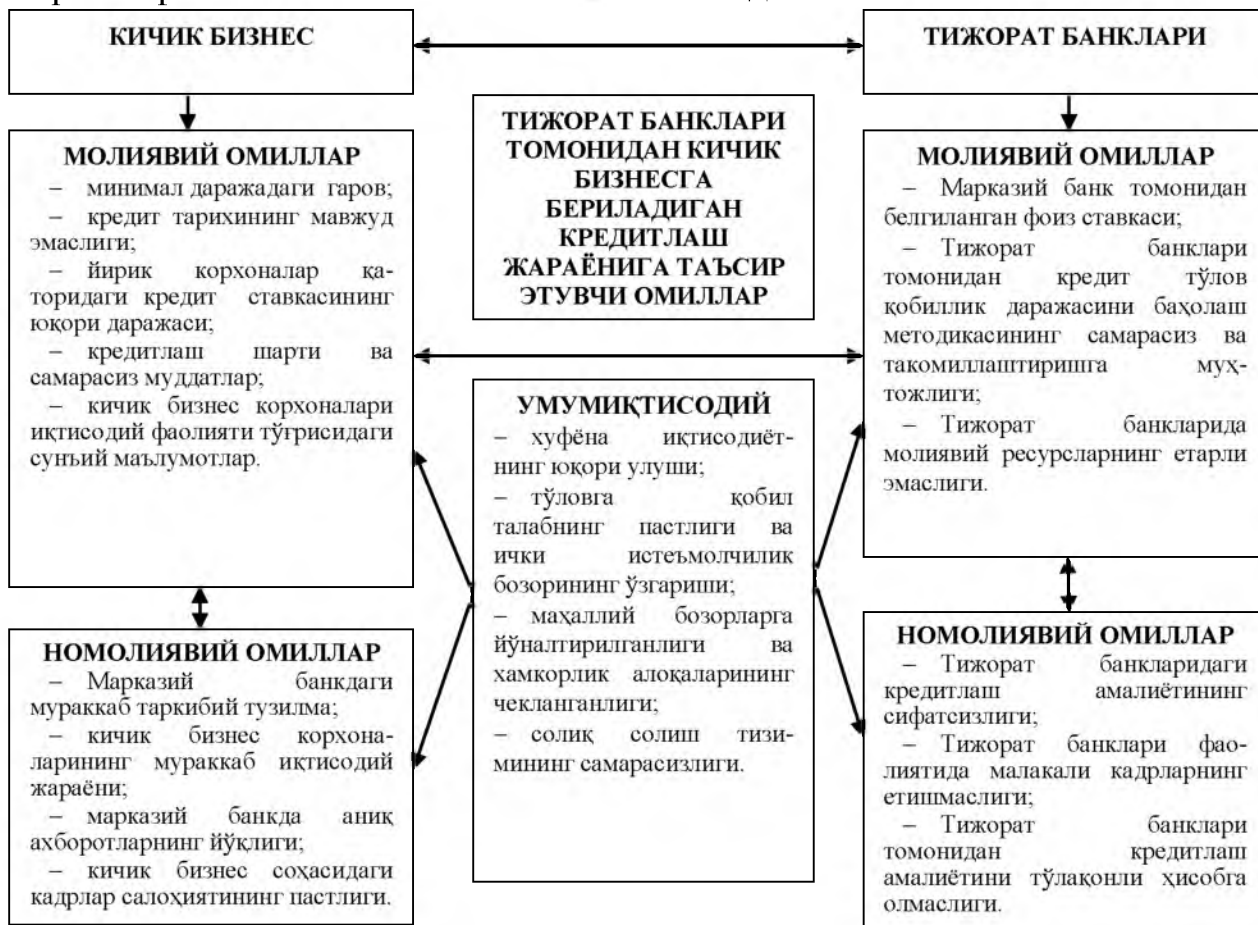 КИЧИК БИЗНЕС
ТИЖОРАТ БАНКЛАРИ
МОЛИЯВИЙ ОМИЛЛАР
– минимал даражадаги гаров;
– кредит тарихининг мавжуд
эмаслиги;
– йирик корхоналар қа-
торидаги кредит ставкасининг
юқори даражаси;
– кредитлаш шарти ва
самарасиз муддатлар;
– кичик бизнес корхоналари
иқтисодий фаолияти тўғрисидаги
сунъий маълумотлар.
ТИЖОРАТ БАНКЛАРИ
ТОМОНИДАН КИЧИК
БИЗНЕСГА
БЕРИЛАДИГАН
КРЕДИТЛАШ
ЖАРАЁНИГА ТАЪСИР
ЭТУВЧИ ОМИЛЛАР
МОЛИЯВИЙ ОМИЛЛАР
– Марказий банк томонидан
белгиланган фоиз ставкаси;
– Тижорат банклари
томонидан кредит тўлов
қобиллик даражасини баҳолаш
методикасининг самарасиз ва
такомиллаштиришга муҳ-
тожлиги;
– Тижорат банкларида
молиявий ресурсларнинг етарли
эмаслиги.
УМУМИҚТИСОДИЙ
– хуфёна иқтисодиёт-
нинг юқори улуши;
– тўловга қобил
талабнинг пастлиги ва
ички истеъмолчилик
бозорининг ўзгариши;
– маҳаллий бозорларга
йўналтирилганлиги ва
хамкорлик алоқаларининг
чекланганлиги;
– солиқ солиш тизи-
мининг самарасизлиги.
НОМОЛИЯВИЙ ОМИЛЛАР
– Марказий банкдаги
мураккаб таркибий тузилма;
– кичик бизнес корхона-
ларининг мураккаб иқтисодий
жараёни;
– марказий банкда аниқ
ахборотларнинг йўқлиги;
– кичик бизнес соҳасидаги
кадрлар салоҳиятининг пастлиги.
НОМОЛИЯВИЙ ОМИЛЛАР
– Тижорат банкларидаги
кредитлаш амалиётининг
сифатсизлиги;
– Тижорат банклари фао-
лиятида малакали кадрларнинг
етишмаслиги;
– Тижорат банклари
томонидан кредитлаш
амалиётини тўлақонли ҳисобга
олмаслиги.